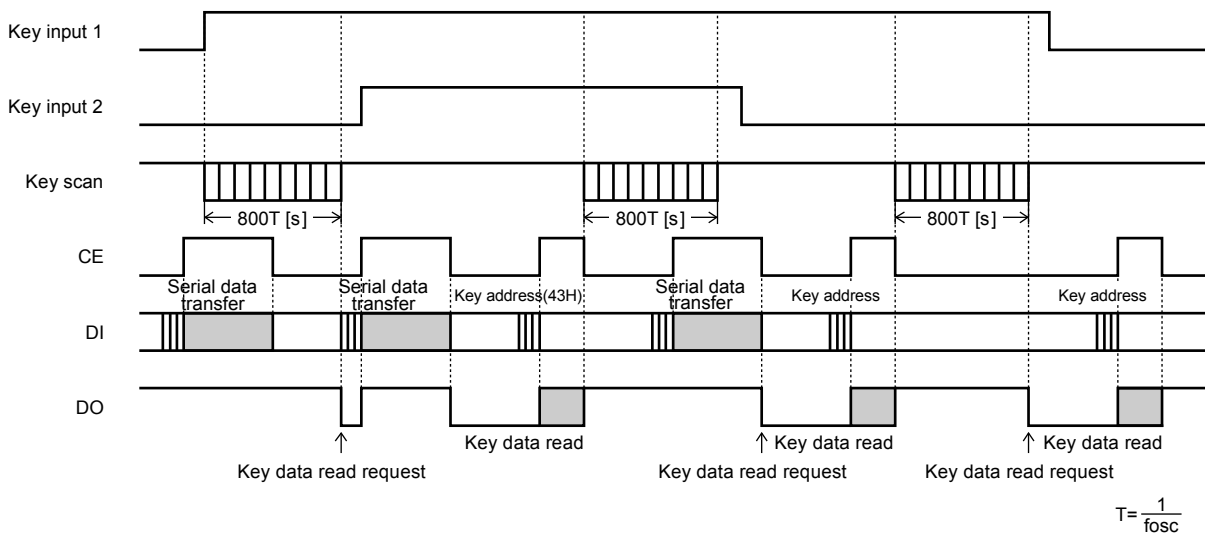 Key input 1
Key input 2
Key scan
800T [s] 800T [s] 800T [s]
CE
Serial data transfer
Serial data transfer
Key address(43H)
Serial data transfer
Key address
Key address
DI
DO
Key data read Key data read Key data read
Key data read request Key data read request Key data read request
T= 1
fosc